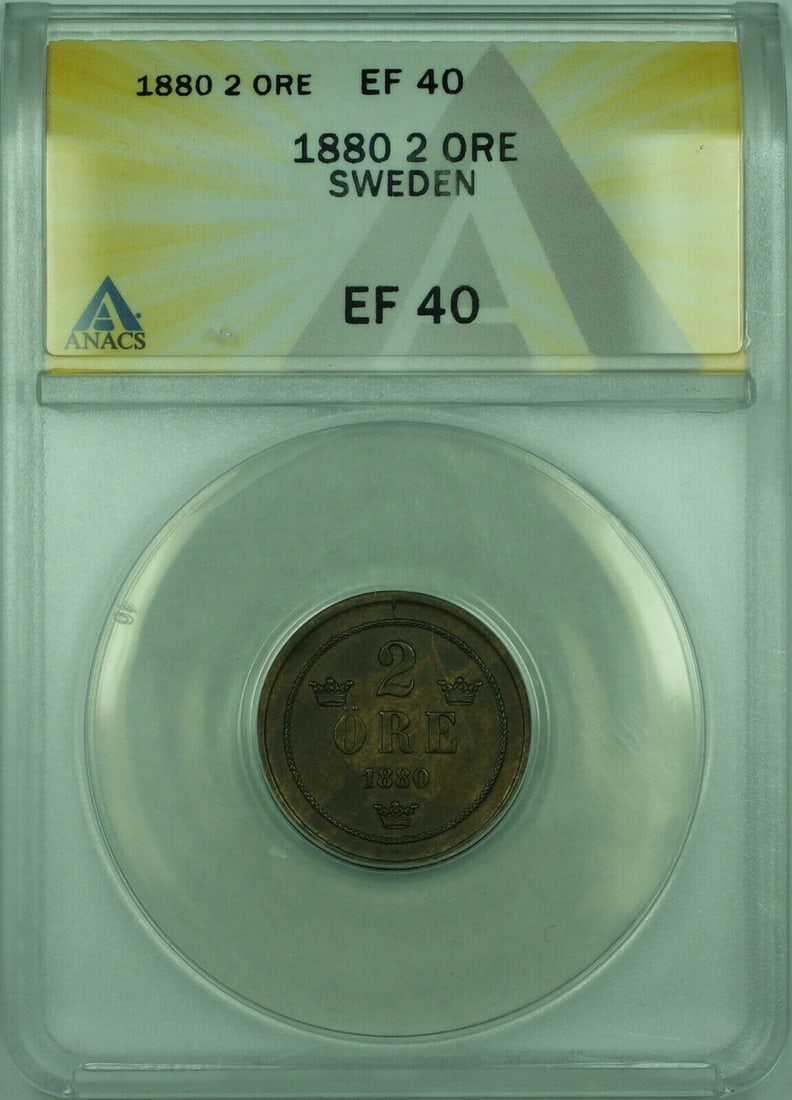 1880 2 ORE EF 40
1880 2 ORE
SWEDEN
EF 40
ANACS
2
ÖRE
1880